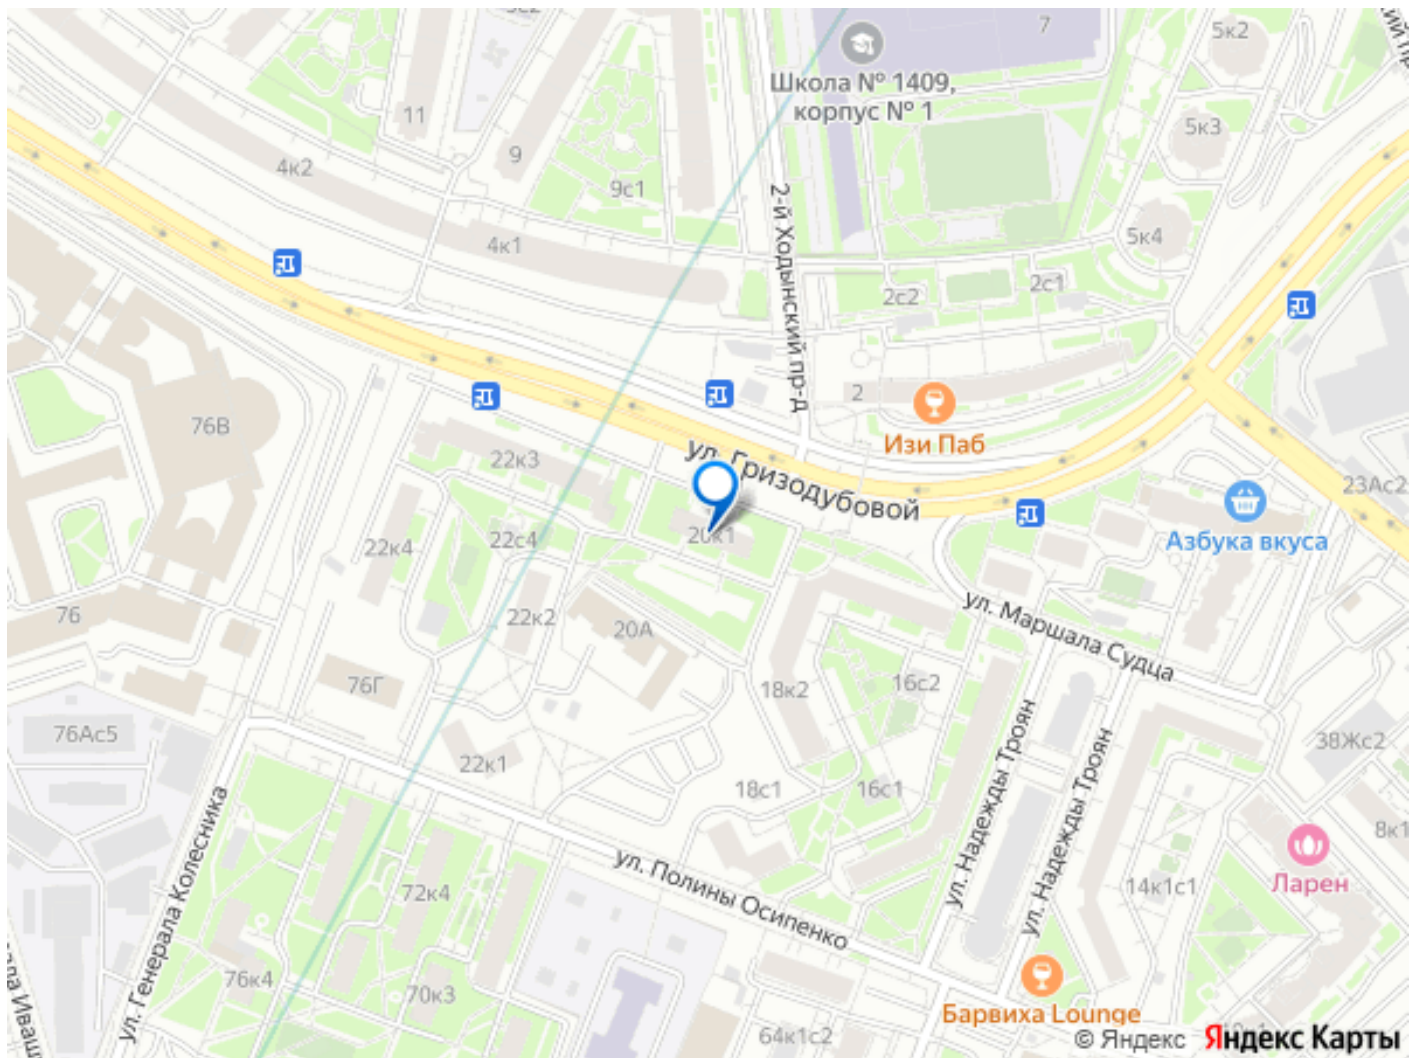 5к2
7
Школа № 1409,
корпус № 1
11
5к3
9
4к2
9с1
2-й Ходынский пр-д
5к4
4к1
2с1
2с2
2
Изи Паб
76В
ул. Гризодубовой
22к3
23Ас2
20к1
22с4
22к4
Азбука вкуса
ул. Маршала Судца
76
22к2
20А
16с2
76Г
18к2
76Ас5
38Жс2
22к1
18с1
16с1
ул. Надежды Троян
ул. Надежды Троян
8к1
ул. Генерала Колесника
ул. Полины Осипенко
Ларен
72к4
14к1с1
76к4
70к3
Барвиха Lounge
64к1с2
© Яндекс Яндекс Карты